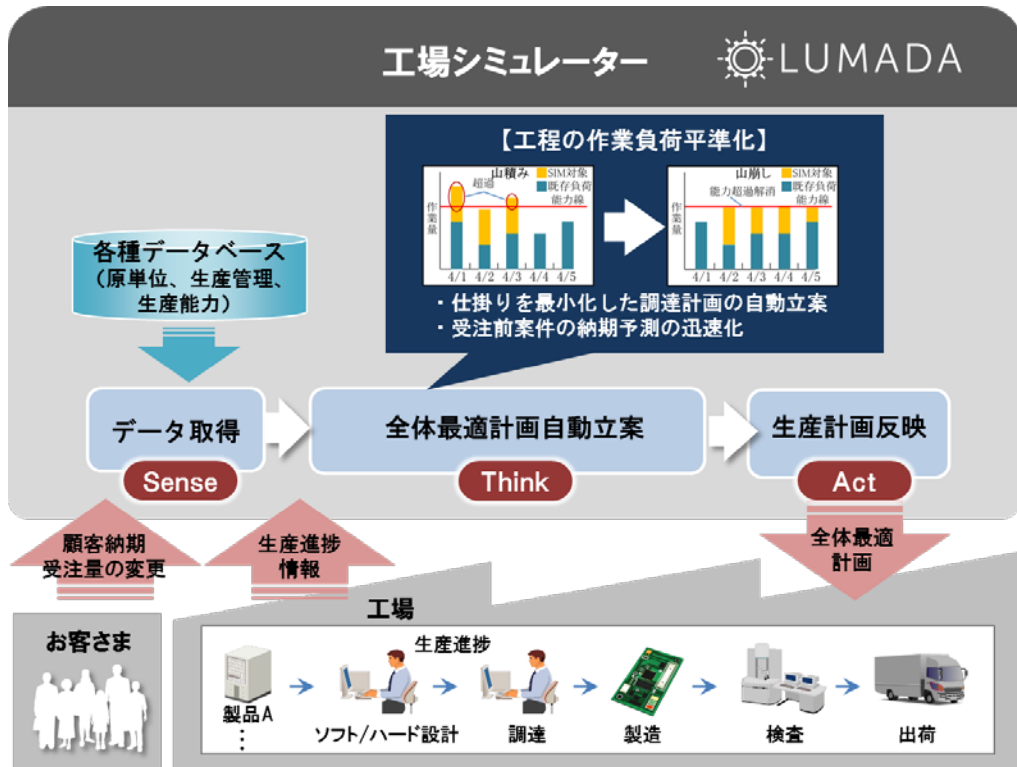 工場シミュレーター
LUMADA
【工程の作業負荷平準化】
山積み
SIM対象
既存負荷
能力線
超過
作業量
4/1 4/2 4/3 4/4 4/5
山崩し
SIM対象
既存負荷
能力線
能力超過解消
作業量
4/1 4/2 4/3 4/4 4/5
・仕掛りを最小化した調達計画の自動立案
・受注前案件の納期予測の迅速化
各種データベース
（原単位、生産管理、
生産能力）
データ取得
Sense
全体最適計画自動立案
Think
生産計画反映
Act
顧客納期
受注量の変更
生産進捗
情報
全体最適
計画
お客さま
工場
生産進捗
製品A
⋮
ソフト/ハード設計
調達
製造
検査
出荷